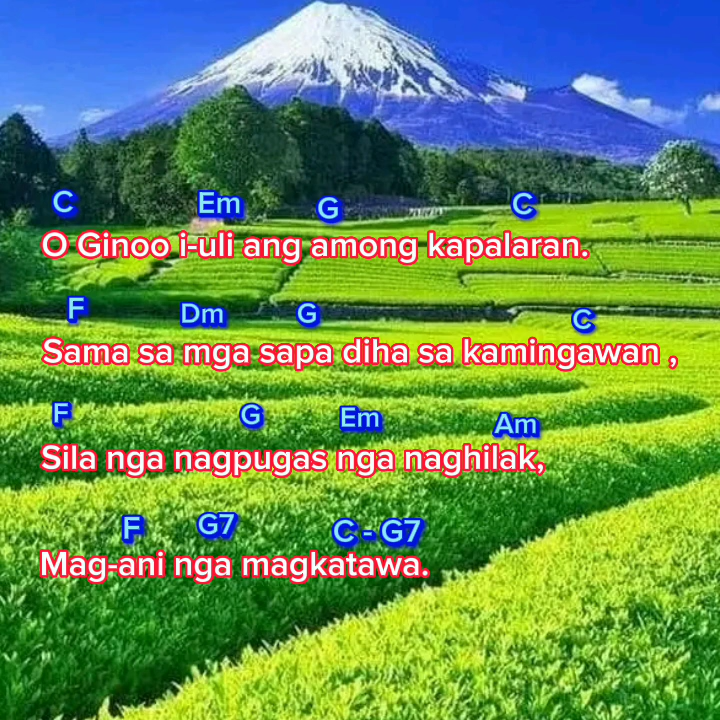 C Em G C
O Ginoo i-uli ang among kapalaran.
F Dm G C
Sama sa mga sapa diha sa kamingawan ,
F G Em Am
Sila nga nagpugas nga naghilak,
F G7 C - G7
Mag-ani nga magkatawa.